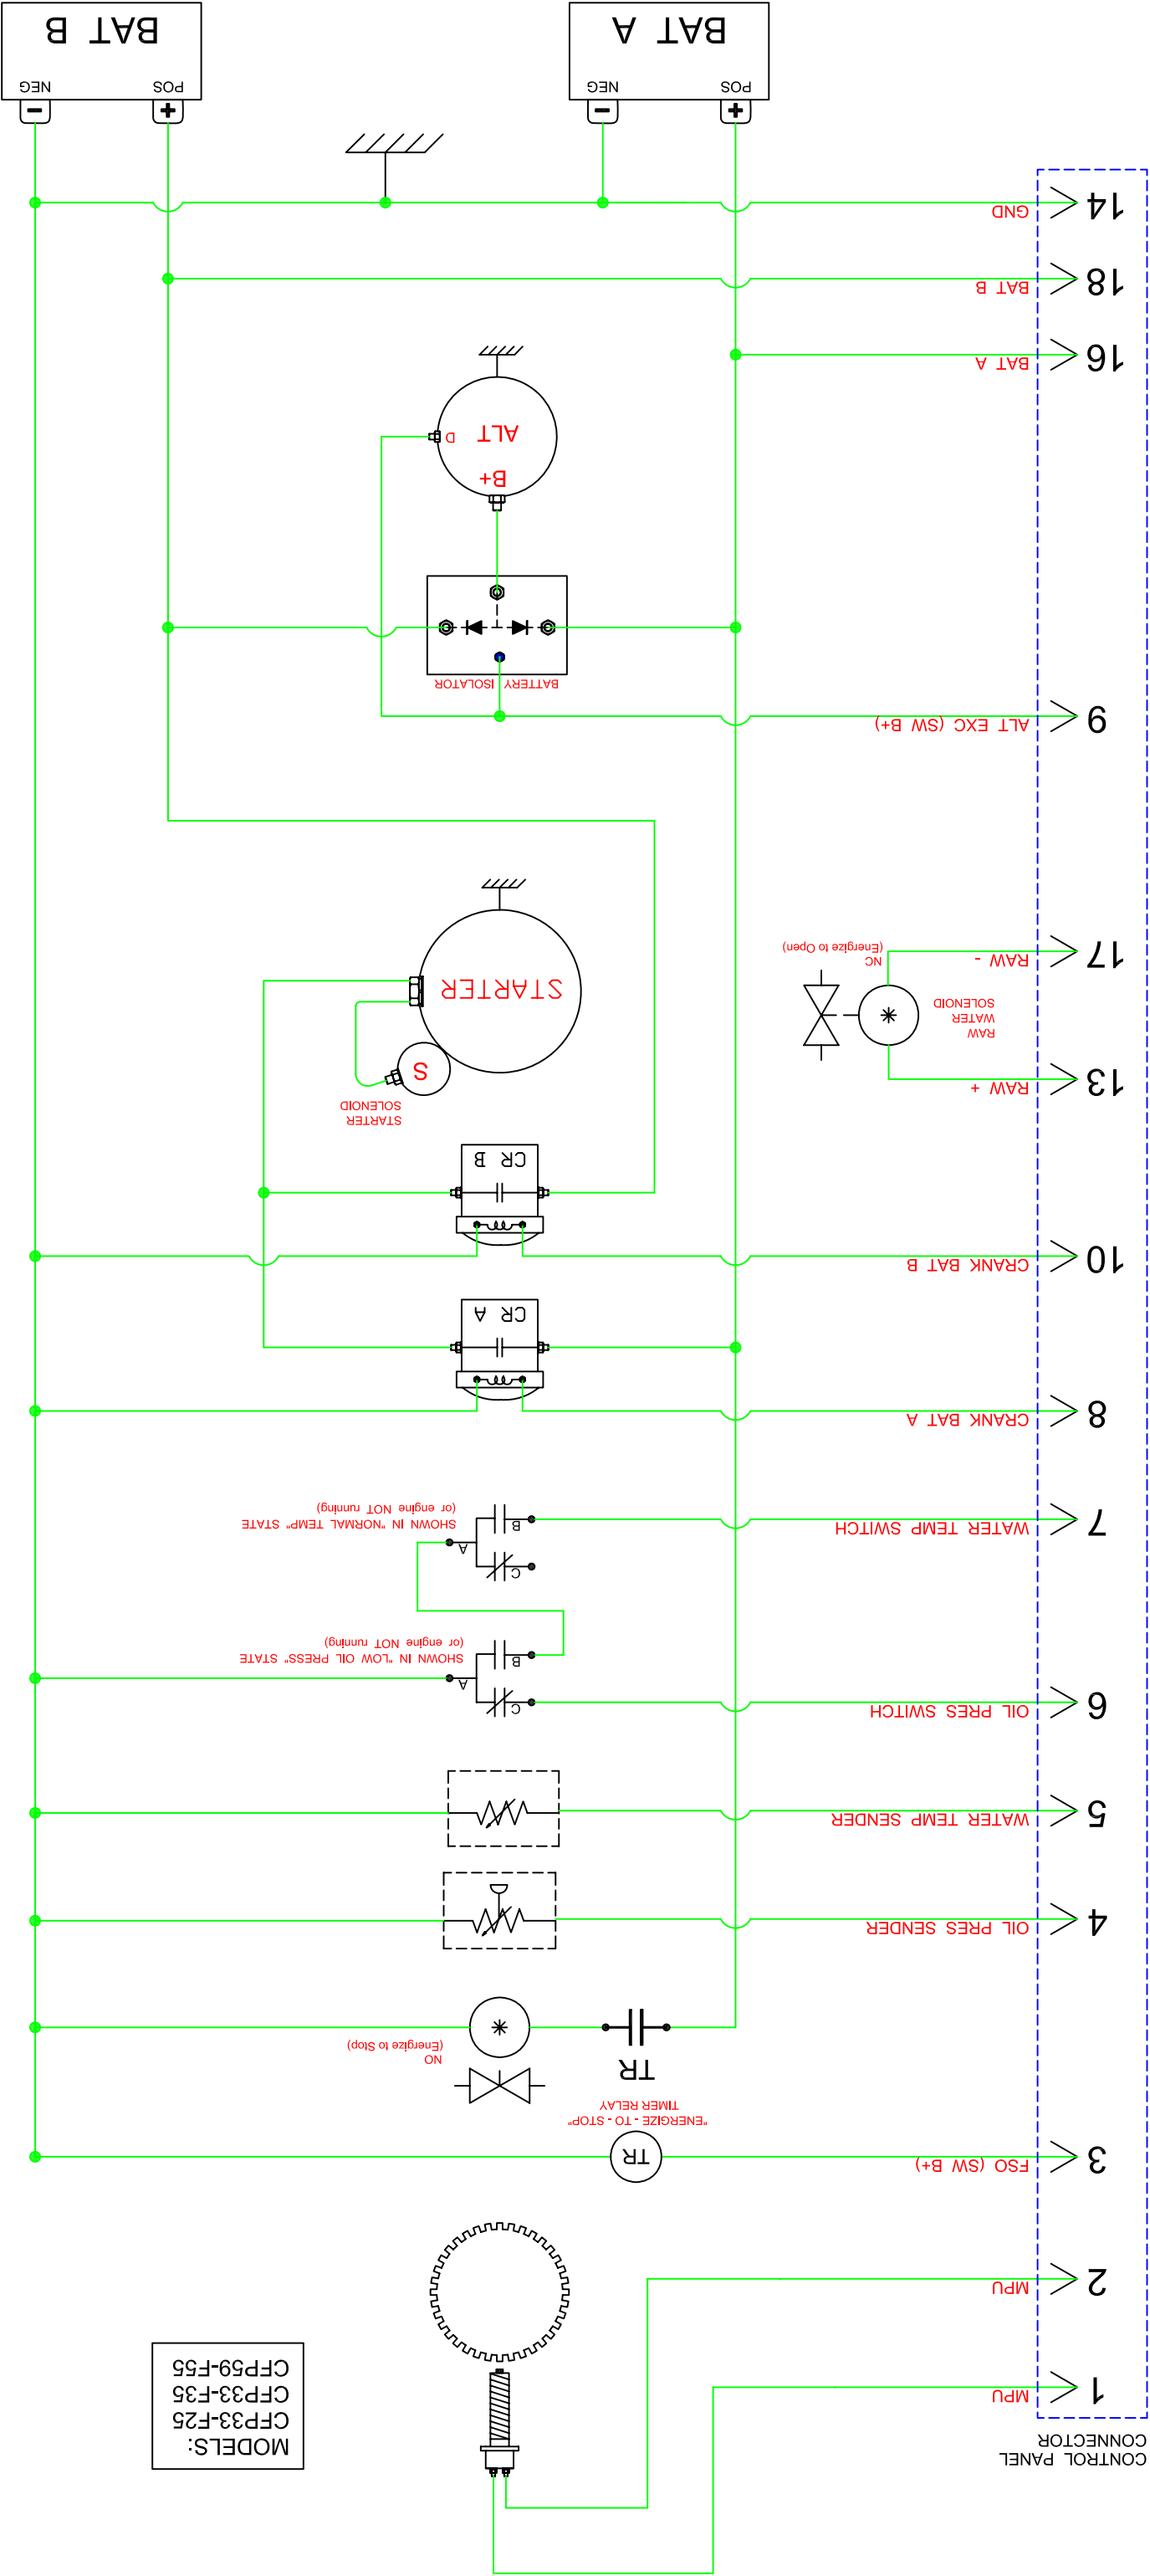 CONTROL PANEL
CONNECTOR
1
MPU
2
MPU
MODELS:
CFP33-F25
CFP33-F35
CFP59-F55
3
FSO (SW B+)
TR
"ENERGIZE - TO - STOP"
TIMER RELAY
TR
NO
(Energize to Stop)
4
OIL PRES SENDER
5
WATER TEMP SENDER
6
OIL PRES SWITCH
C
A
B
SHOWN IN "LOW OIL PRESS" STATE
(or engine NOT running)
7
WATER TEMP SWITCH
C
A
B
SHOWN IN "NORMAL TEMP" STATE
(or engine NOT running)
8
CRANK BAT A
CR A
10
CRANK BAT B
CR B
STARTER
SOLENOID
S
STARTER
13
RAW +
RAW
WATER
SOLENOID
17
RAW -
NC
(Energize to Open)
9
ALT EXC (SW B+)
BATTERY ISOLATOR
B+
ALT
D
16
BAT A
18
BAT B
14
GND
+
-
POS
NEG
BAT A
+
-
POS
NEG
BAT B